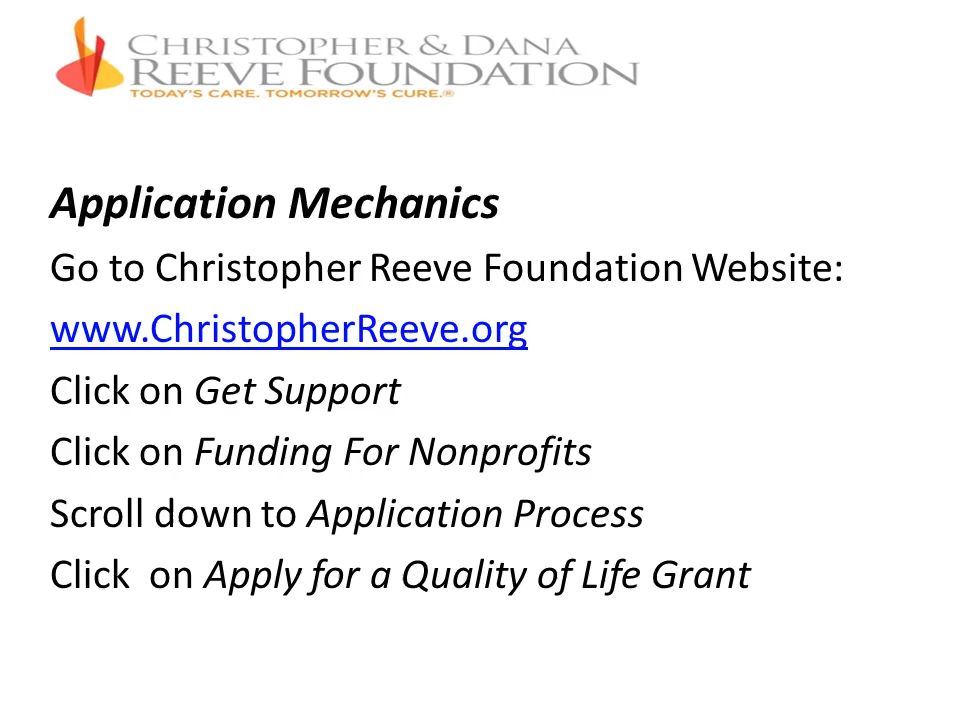 CHRISTOPHER & DANA
REEVE FOUNDATION
TODAY'S CARE. TOMORROW'S CURE.®
Application Mechanics
Go to Christopher Reeve Foundation Website:
www.ChristopherReeve.org
Click on Get Support
Click on Funding For Nonprofits
Scroll down to Application Process
Click  on Apply for a Quality of Life Grant